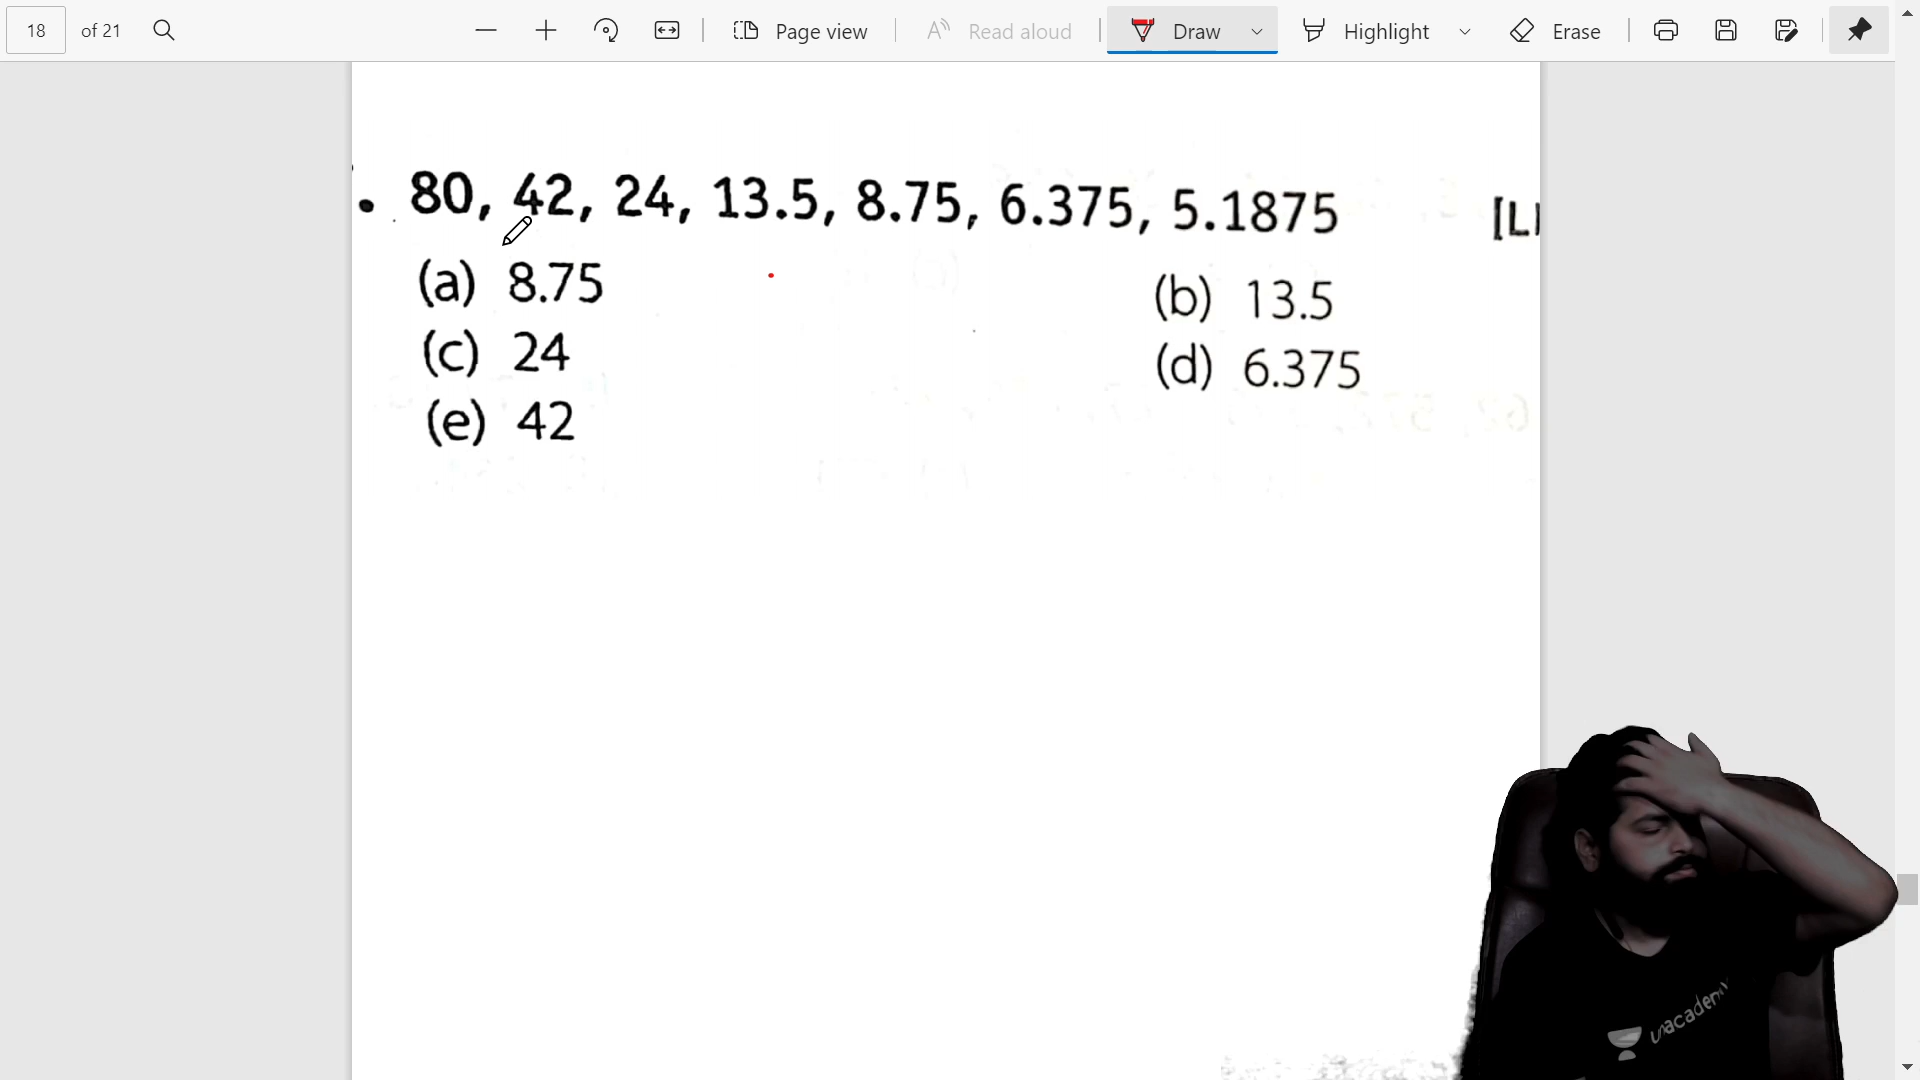 18 of 21 Page view Read aloud Draw Highlight Erase
. 80, 42, 24, 13.5, 8.75, 6.375, 5.1875 [LI
(a) 8.75 (b) 13.5
(c) 24 (d) 6.375
(e) 42
unacademy